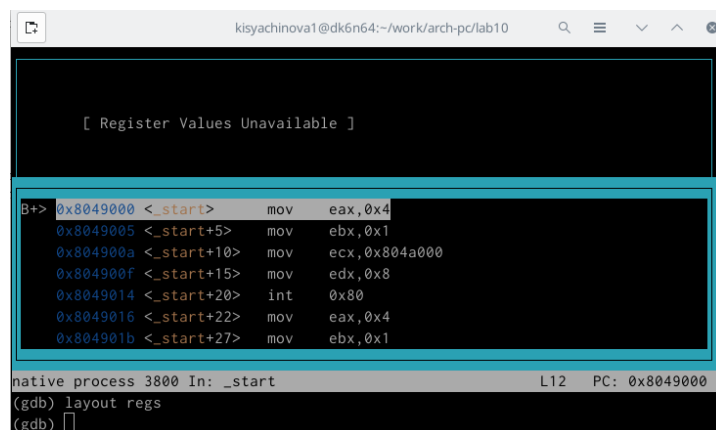 kisyachinova1@dk6n64:~/work/arch-pc/lab10
[ Register Values Unavailable ]
B+> 0x8049000 <_start> mov eax,0x4
0x8049005 <_start+5> mov ebx,0x1
0x804900a <_start+10> mov ecx,0x804a000
0x804900f <_start+15> mov edx,0x8
0x8049014 <_start+20> int 0x80
0x8049016 <_start+22> mov eax,0x4
0x804901b <_start+27> mov ebx,0x1
native process 3800 In: _start L12 PC: 0x8049000
(gdb) layout regs
(gdb)